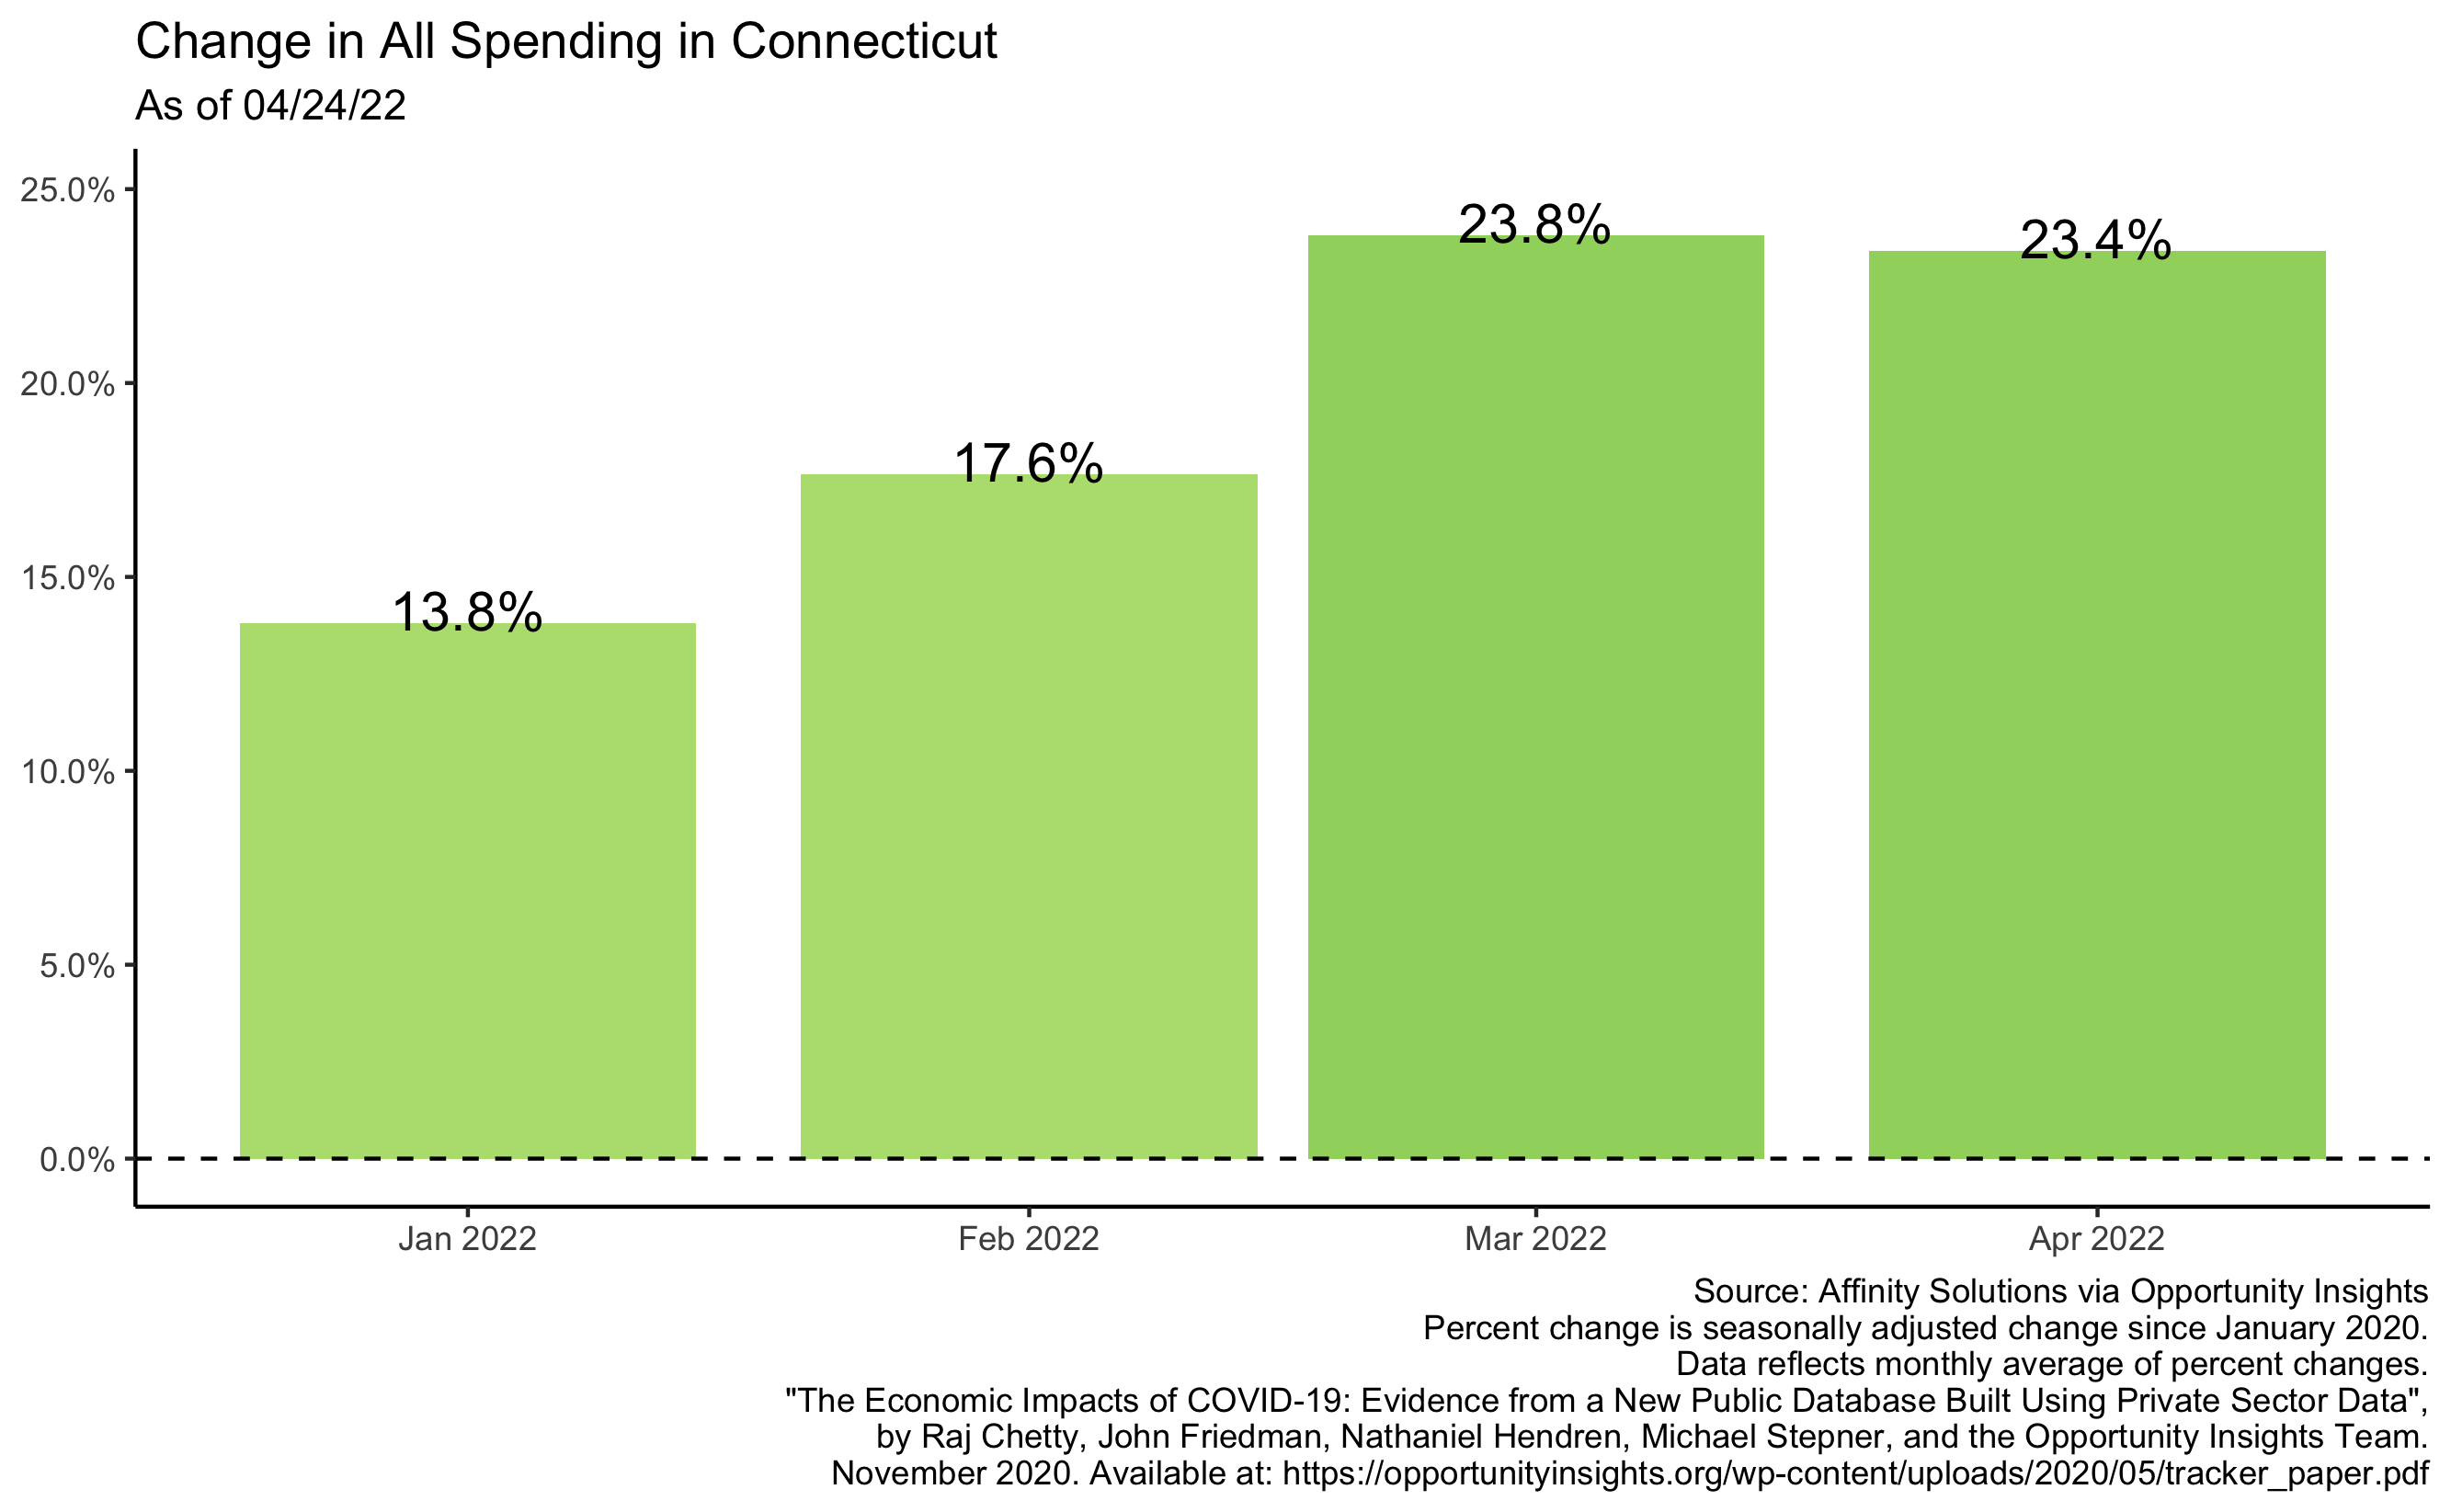 Change in All Spending in Connecticut
As of 04/24/22
25.0%
20.0%
15.0%
10.0%
5.0%
0.0%
13.8%
17.6%
23.8%
23.4%
Jan 2022
Feb 2022
Mar 2022
Apr 2022
Source: Affinity Solutions via Opportunity Insights
Percent change is seasonally adjusted change since January 2020.
Data reflects monthly average of percent changes.
"The Economic Impacts of COVID-19: Evidence from a New Public Database Built Using Private Sector Data",
by Raj Chetty, John Friedman, Nathaniel Hendren, Michael Stepner, and the Opportunity Insights Team.
November 2020. Available at: https://opportunityinsights.org/wp-content/uploads/2020/05/tracker_paper.pdf